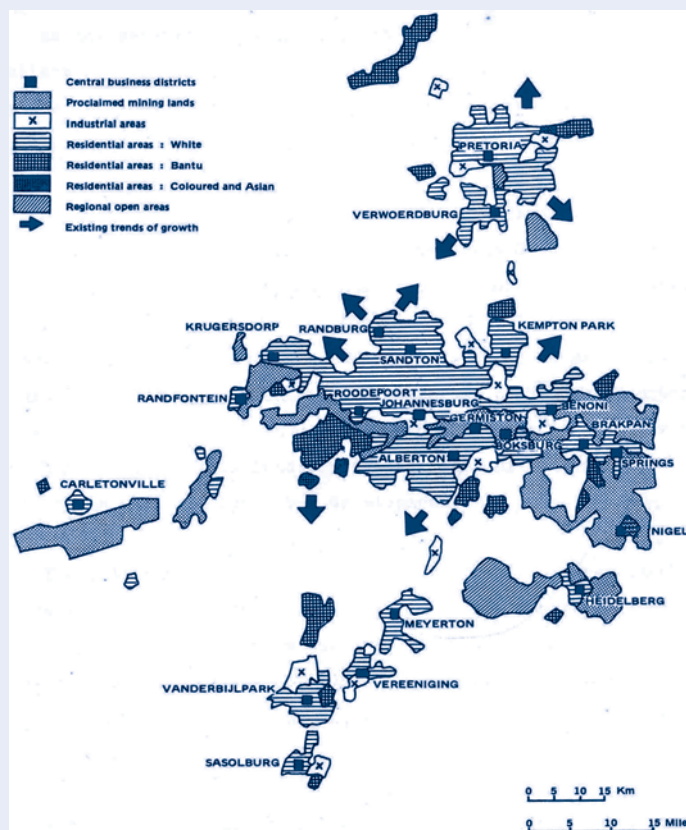 Central business districts
Proclaimed mining lands
Industrial areas
Residential areas : White
Residential areas : Bantu
Residential areas : Coloured and Asian
Regional open areas
Existing trends of growth
PRETORIA
VERWOERDBURG
KRUGERSDORP
RANDBURG
KEMPTON PARK
SANDTON
RANDFONTEIN
ROODEPOORT
JOHANNESBURG
BENONI
GERMISTON
BRAKPAN
BOKSBURG
ALBERTON
SPRINGS
CARLETONVILLE
NIGEL
HEIDELBERG
MEYERTON
VANDERBIJLPARK
VEREENIGING
SASOLBURG
0 5 10 15 Km
0 5 10 15 Mile